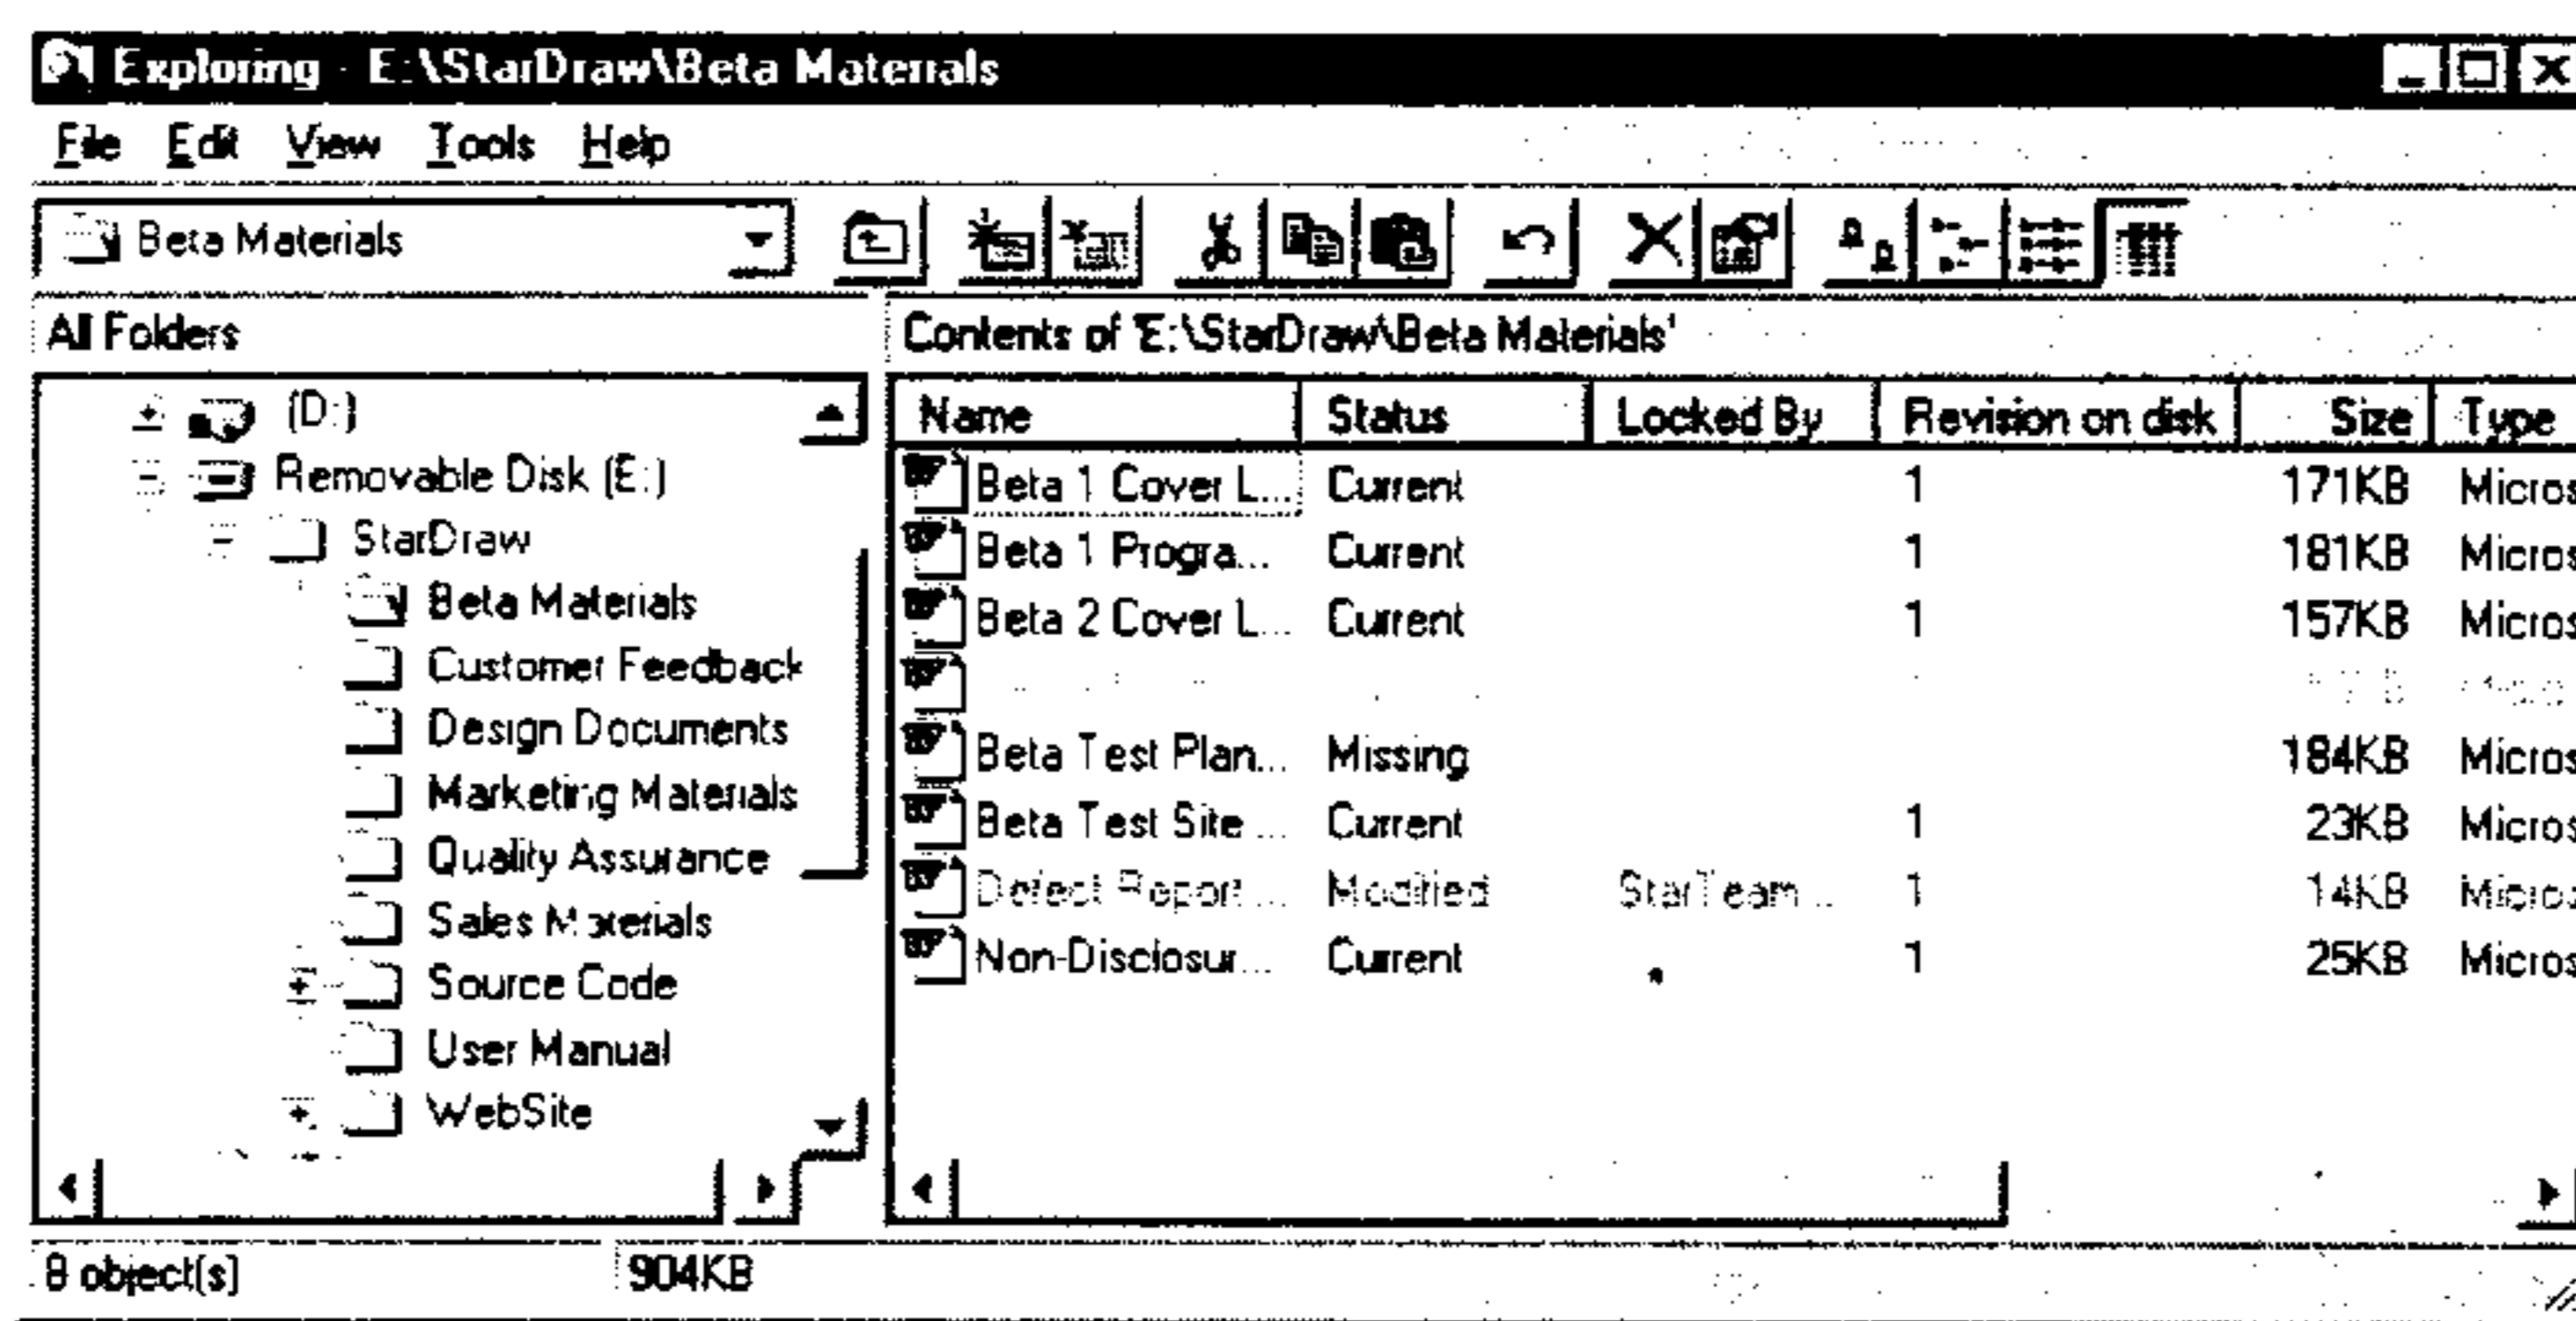 Exploring - E:\StarDraw\Beta Materials
File Edit View Tools Help
Beta Materials
All Folders
Contents of 'E:\StarDraw\Beta Materials'
(D:)
Removable Disk (E:)
StarDraw
Beta Materials
Customer Feedback
Design Documents
Marketing Materials
Quality Assurance
Sales Materials
Source Code
User Manual
WebSite
Name Status Locked By Revision on disk Size Type
Beta 1 Cover L... Current 1 171KB Micros
Beta 1 Progra... Current 1 181KB Micros
Beta 2 Cover L... Current 1 157KB Micros
Beta Test Plan... Missing 184KB Micros
Beta Test Site ... Current 1 23KB Micros
Defect Report ... Modified StarTeam ... 1 14KB Micros
Non-Disclosur... Current 1 25KB Micros
8 object(s) 904KB